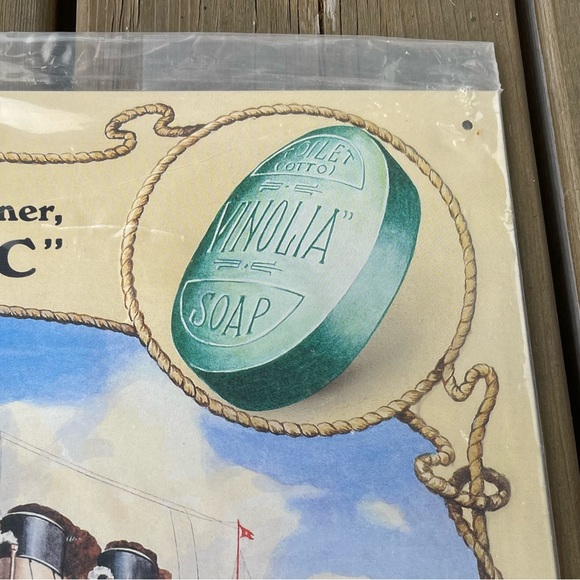 ner,
C"
TOILET
(OTTO)
VINOLIA"
SOAP